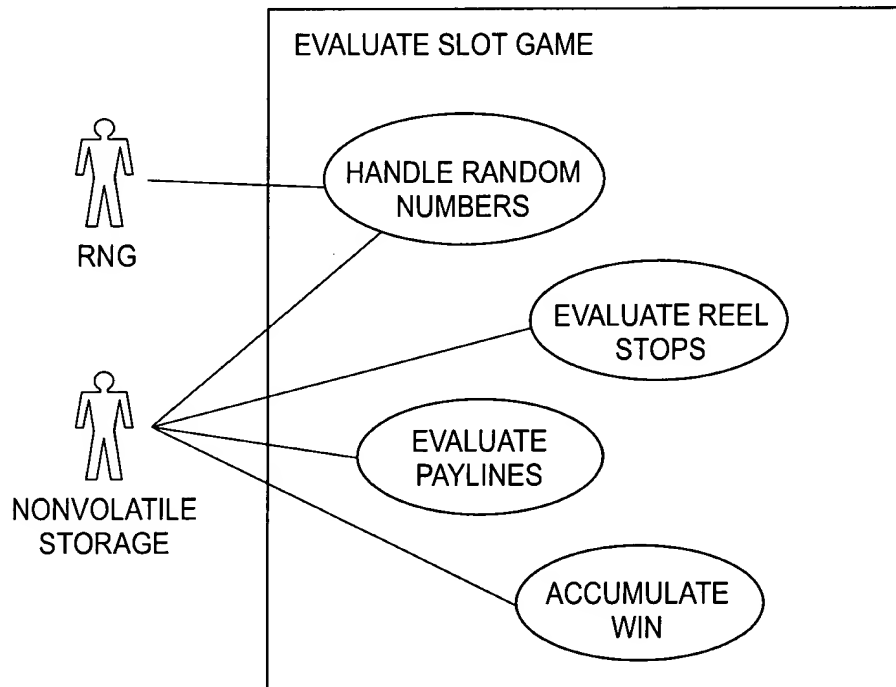 EVALUATE SLOT GAME
HANDLE RANDOM
NUMBERS
RNG
EVALUATE REEL
STOPS
EVALUATE
PAYLINES
NONVOLATILE
STORAGE
ACCUMULATE
WIN